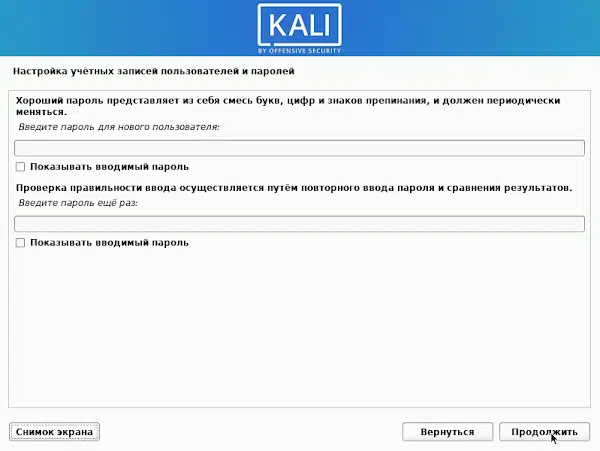 KALI
BY OFFENSIVE SECURITY
Настройка учётных записей пользователей и паролей
Хороший пароль представляет из себя смесь букв, цифр и знаков препинания, и должен периодически
меняться.
Введите пароль для нового пользователя:
Показывать вводимый пароль
Проверка правильности ввода осуществляется путём повторного ввода пароля и сравнения результатов.
Введите пароль ещё раз:
Показывать вводимый пароль
Снимок экрана
Вернуться
Продолжить